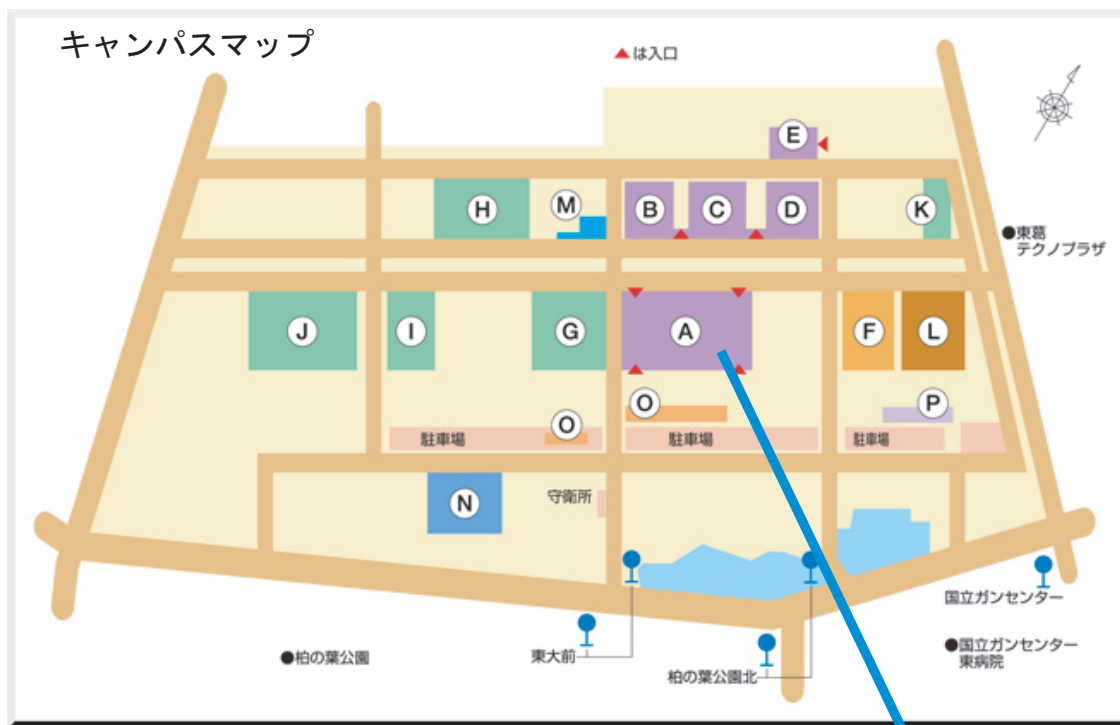 キャンパスマップ
▲は入口
E
H
M
B
C
D
K
●東葛
テクノプラザ
J
I
G
A
F
L
O
O
P
駐車場
駐車場
駐車場
N
守衛所
国立ガンセンター
●柏の葉公園
東大前
柏の葉公園北
●国立ガンセンター
東病院